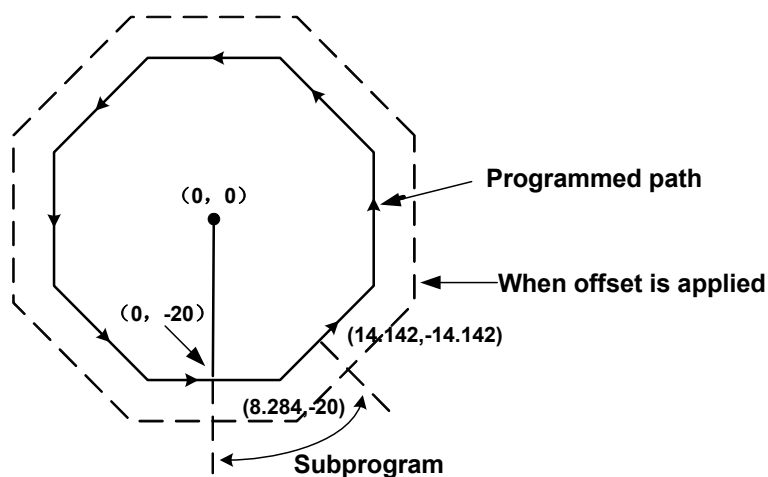 （0，0）
Programmed path
When offset is applied
（0，-20）
(14.142,-14.142)
(8.284,-20)
Subprogram